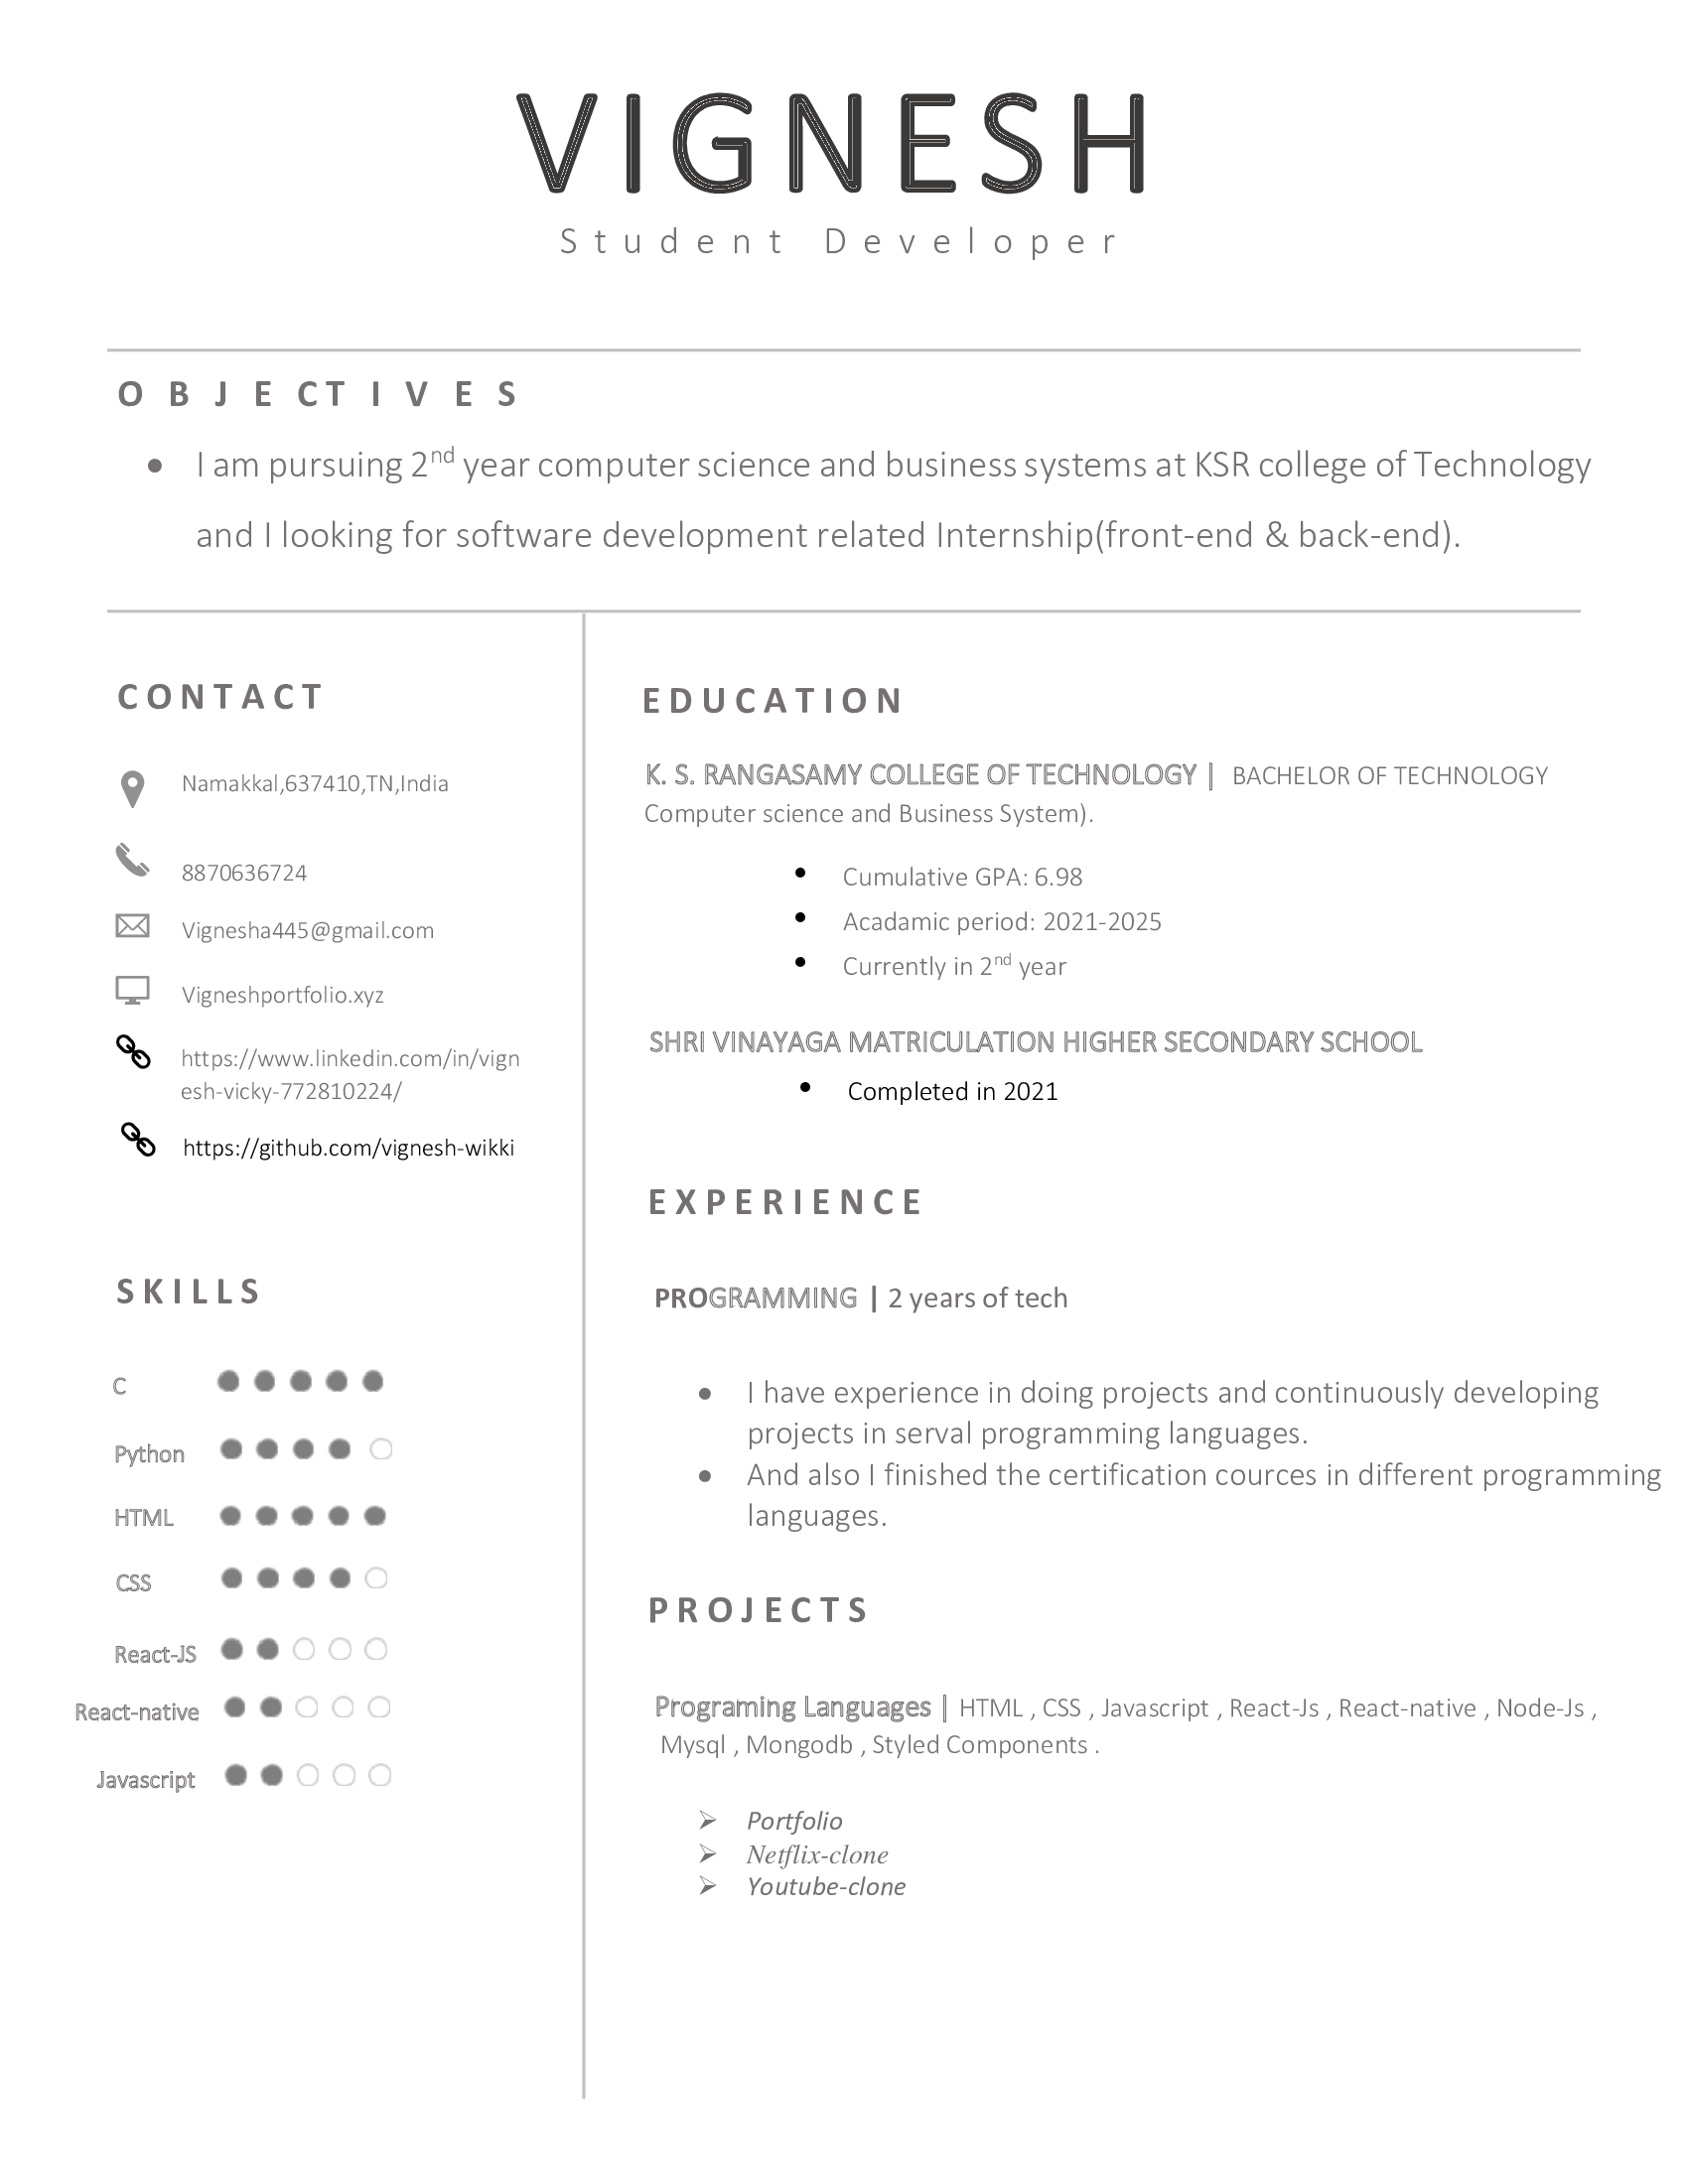 VIGNESH
Student Developer
OBJECTIVES
• I am pursuing 2nd year computer science and business systems at KSR college of Technology
and I looking for software development related Internship(front-end & back-end).
CONTACT
Namakkal,637410,TN,India
8870636724
Vignesha445@gmail.com
Vigneshportfolio.xyz
https://www.linkedin.com/in/vign
esh-vicky-772810224/
https://github.com/vignesh-wikki
SKILLS
C
Python
HTML
CSS
React-JS
React-native
Javascript
EDUCATION
K. S. RANGASAMY COLLEGE OF TECHNOLOGY | BACHELOR OF TECHNOLOGY
Computer science and Business System).
• Cumulative GPA: 6.98
• Acadamic period: 2021-2025
• Currently in 2nd year
SHRI VINAYAGA MATRICULATION HIGHER SECONDARY SCHOOL
• Completed in 2021
EXPERIENCE
PROGRAMMING | 2 years of tech
• I have experience in doing projects and continuously developing
projects in serval programming languages.
• And also I finished the certification cources in different programming
languages.
PROJECTS
Programing Languages | HTML , CSS , Javascript , React-Js , React-native , Node-Js ,
Mysql , Mongodb , Styled Components .
➢ Portfolio
➢ Netflix-clone
➢ Youtube-clone